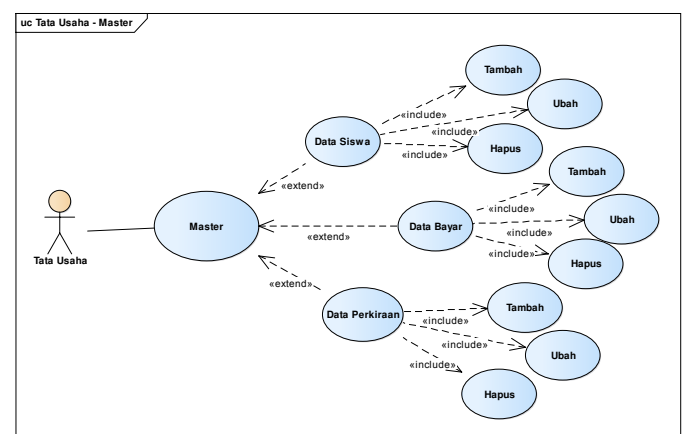 uc Tata Usaha - Master
Tambah
Ubah
«include»
Data Siswa
«include»
Hapus
«include»
«extend»
Tambah
«include»
Tata Usaha
Master
Data Bayar
Ubah
«extend»
«include»
Hapus
«include»
«extend»
Data Perkiraan
Tambah
«include»
«include»
Ubah
«include»
Hapus